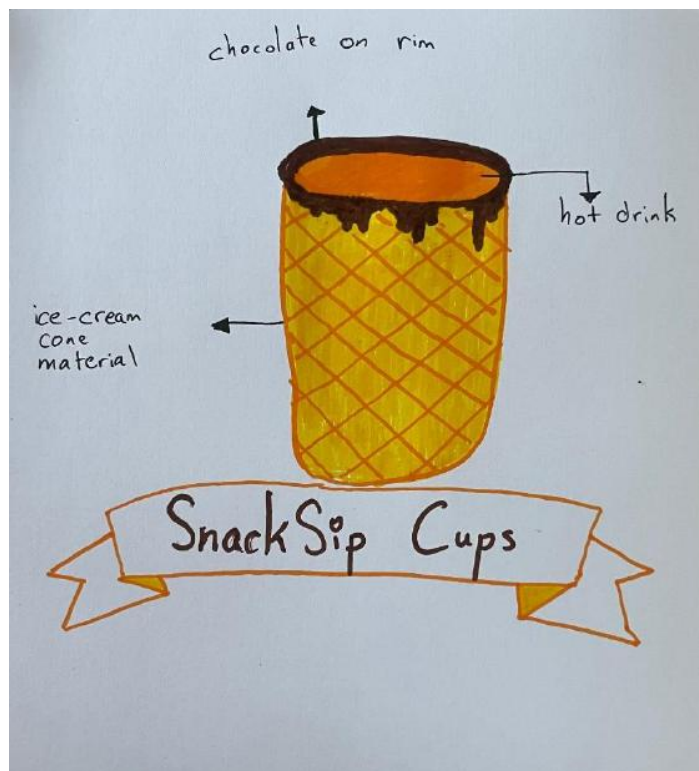 chocolate on rim
hot drink
ice-cream
cone
material
SnackSip Cups